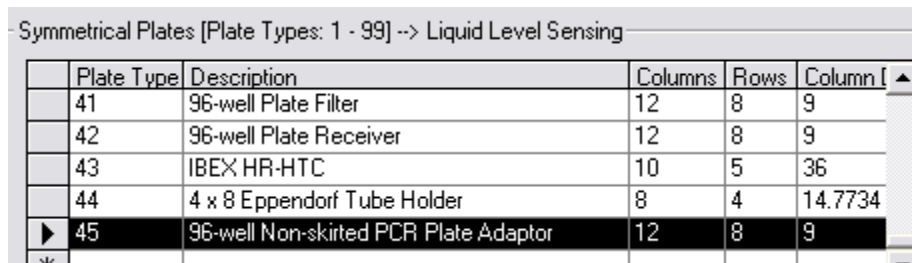 Symmetrical Plates [Plate Types: 1 - 99] --> Liquid Level Sensing
Plate Type Description Columns Rows Column
41 96-well Plate Filter 12 8 9
42 96-well Plate Receiver 12 8 9
43 IBEX HR-HTC 10 5 36
44 4 x 8 Eppendorf Tube Holder 8 4 14.7734
45 96-well Non-skirted PCR Plate Adaptor 12 8 9